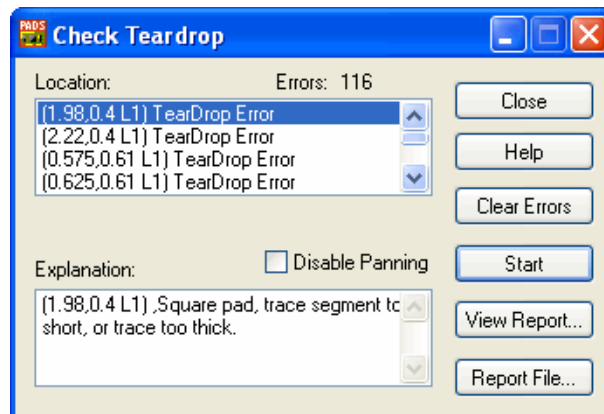 PADS
Check Teardrop
Location:
Errors: 116
(1.98,0.4 L1) TearDrop Error
(2.22,0.4 L1) TearDrop Error
(0.575,0.61 L1) TearDrop Error
(0.625,0.61 L1) TearDrop Error
Explanation:
Disable Panning
(1.98,0.4 L1) ,Square pad, trace segment to
short, or trace too thick.
Close
Help
Clear Errors
Start
View Report...
Report File...